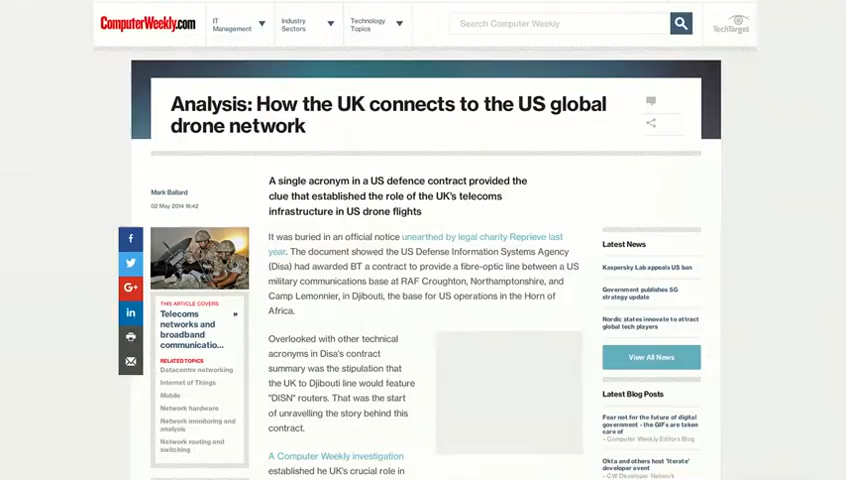 ComputerWeekly.com
IT
Management
Industry
Sectors
Technology
Topics
Search Computer Weekly
TechTarget
Analysis: How the UK connects to the US global
drone network
Mark Ballard
02 May 2014 16:42
A single acronym in a US defence contract provided the
clue that established the role of the UK's telecoms
infrastructure in US drone flights
It was buried in an official notice unearthed by legal charity Reprieve last
year. The document showed the US Defense Information Systems Agency
(Disa) had awarded BT a contract to provide a fibre-optic line between a US
military communications base at RAF Croughton, Northamptonshire, and
Camp Lemonnier, in Djibouti, the base for US operations in the Horn of
Africa.
Overlooked with other technical
acronyms in Disa's contract
summary was the stipulation that
the UK to Djibouti line would feature
"DISN" routers. That was the start
of unravelling the story behind this
contract.
A Computer Weekly investigation
established he UK's crucial role in
f
G+
in
THIS ARTICLE COVERS
Telecoms
networks and
broadband
communicatio...
»
RELATED TOPICS
Datacentre networking
Internet of Things
Mobile
Network hardware
Network monitoring and
analysis
Network routing and
switching
Latest News
Kaspersky Lab appeals US ban
Government publishes 5G
strategy update
Nordic states innovate to attract
global tech players
View All News
Latest Blog Posts
Fear not for the future of digital
government - the GIFs are taken
care of
– Computer Weekly Editors Blog
Okta and others host 'Iterate'
developer event
– CW Developer Network